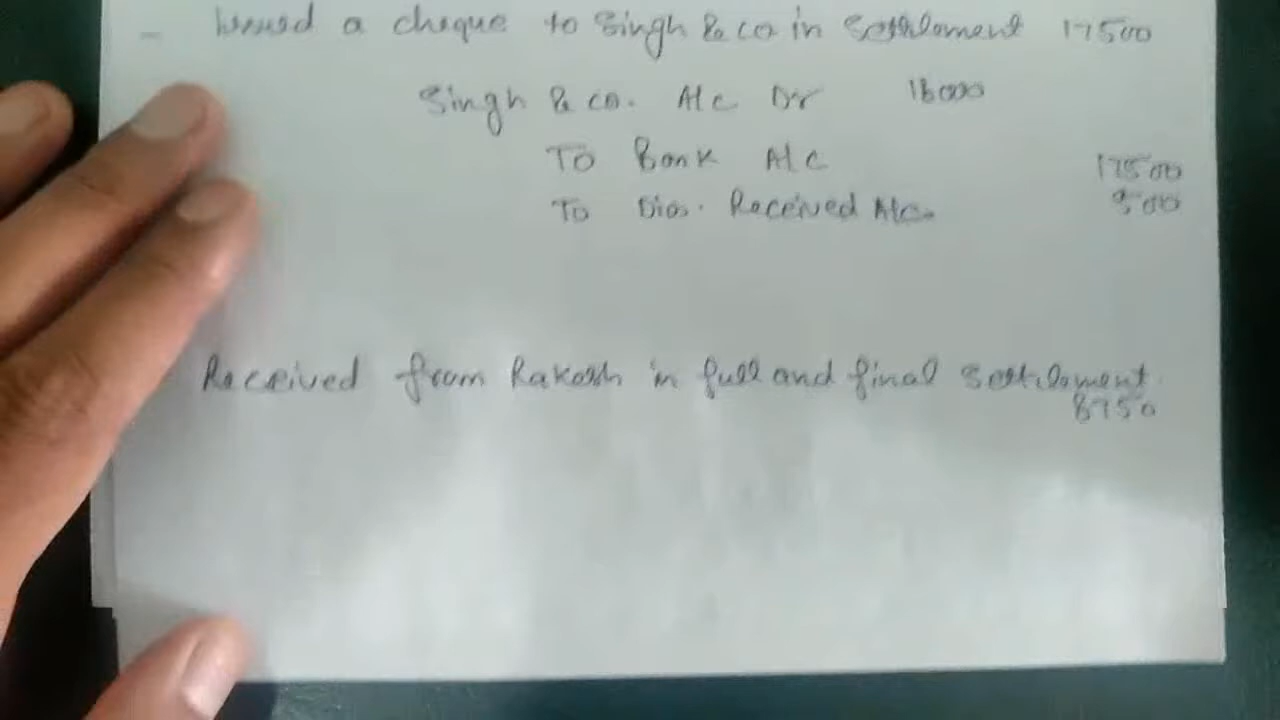 – Issued a cheque to Singh & co in Settlement 17500
Singh & co. A/c Dr 18000
To Bank A/c 17500
To Dis. Received A/c. 500
Received from Rakesh in full and final Settlement.
8750